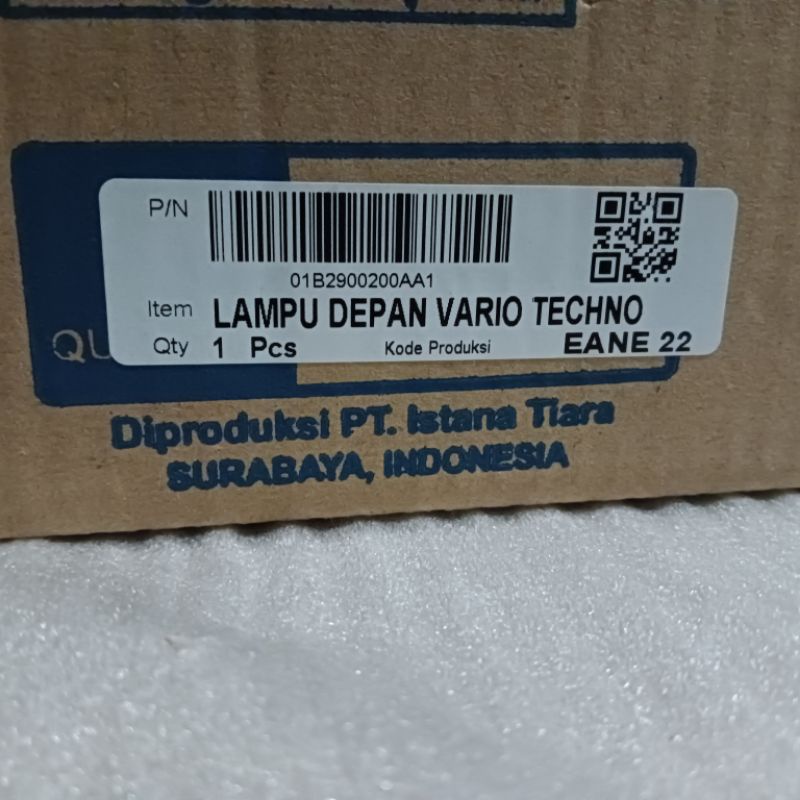 P/N
01B2900200AA1
Item LAMPU DEPAN VARIO TECHNO
Qty 1 Pcs Kode Produksi EANE 22
QU
Diproduksi PT. Istana Tiara
SURABAYA, INDONESIA